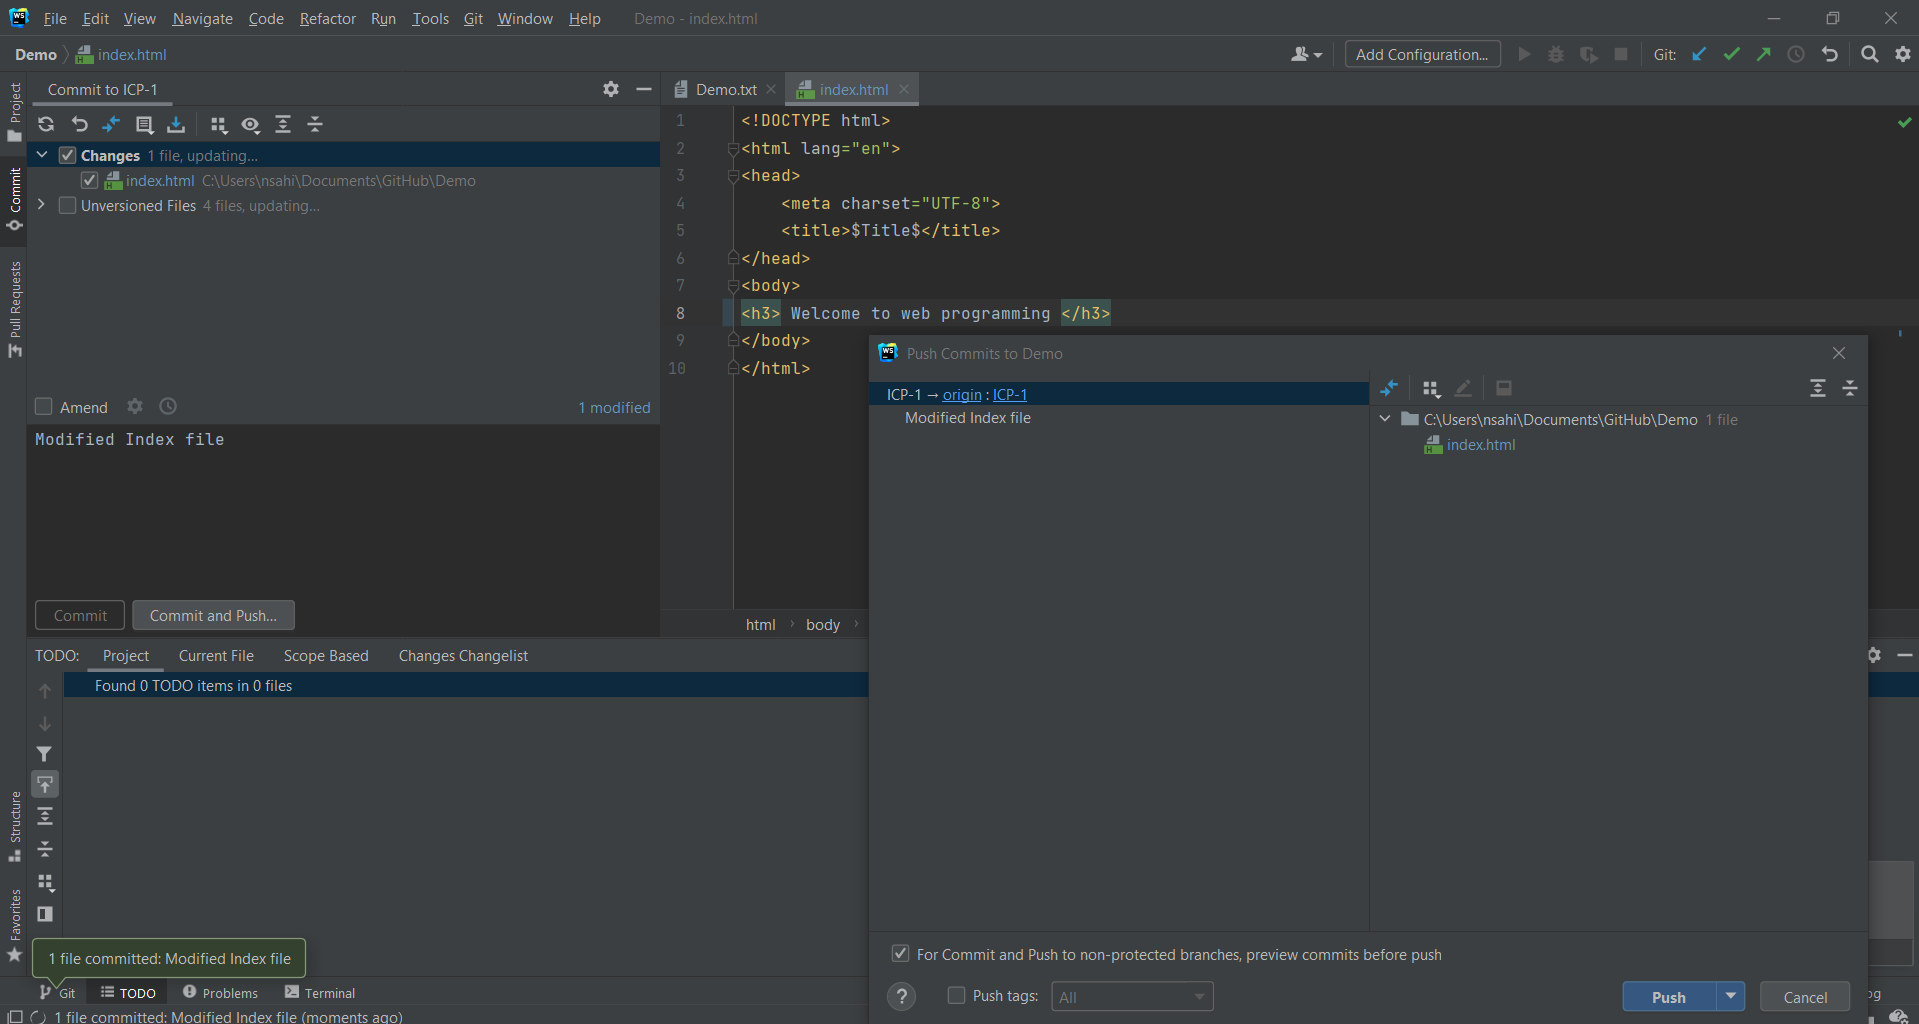 File Edit View Navigate Code Refactor Run Tools Git Window Help Demo - index.html
Demo index.html Add Configuration... Git:
Commit to ICP-1
Demo.txt index.html
Changes 1 file, updating...
index.html C:\Users\nsahi\Documents\GitHub\Demo
Unversioned Files 4 files, updating...
Amend 1 modified
Modified Index file
Commit Commit and Push...
1 <!DOCTYPE html>
2 <html lang="en">
3 <head>
4 <meta charset="UTF-8">
5 <title>$Title$</title>
6 </head>
7 <body>
8 <h3> Welcome to web programming </h3>
9 </body>
10 </html>
html body
Push Commits to Demo
ICP-1 → origin : ICP-1
Modified Index file
C:\Users\nsahi\Documents\GitHub\Demo 1 file
index.html
For Commit and Push to non-protected branches, preview commits before push
? Push tags: All Push Cancel
TODO: Project Current File Scope Based Changes Changelist
Found 0 TODO items in 0 files
Project
Commit
Pull Requests
Structure
Favorites
1 file committed: Modified Index file
Git TODO Problems Terminal
1 file committed: Modified Index file (moments ago)